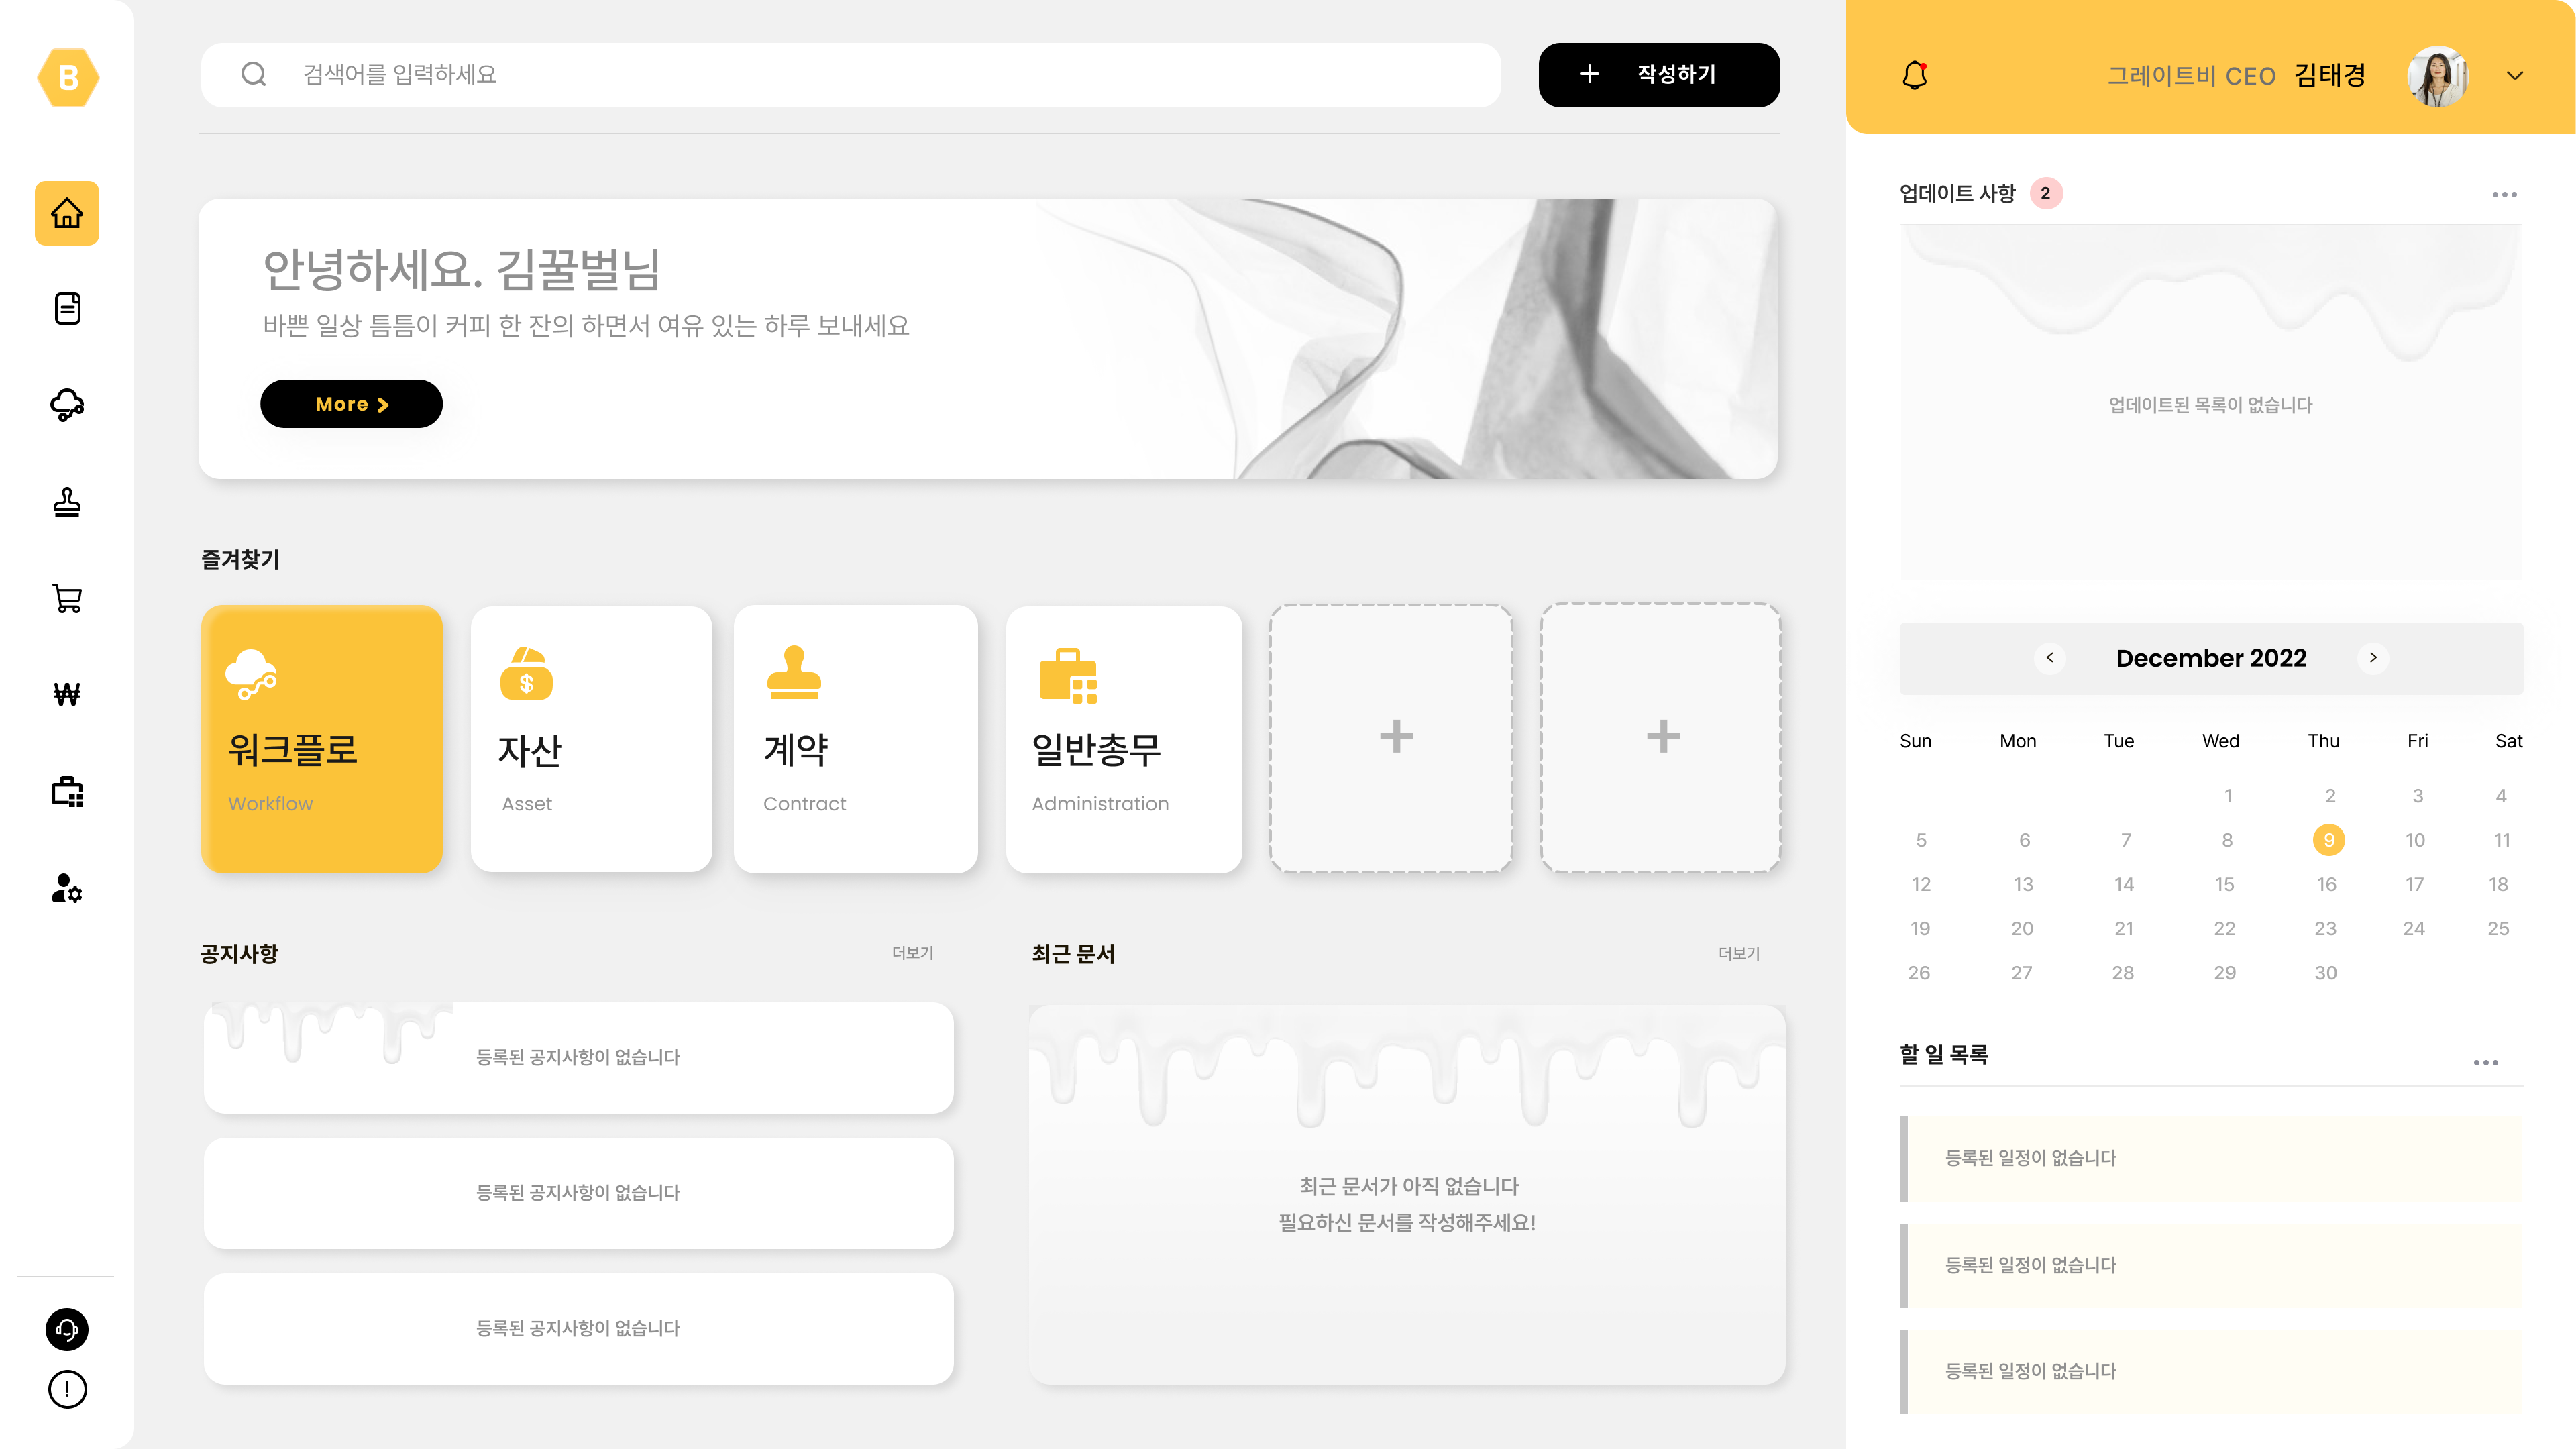 B
검색어를 입력하세요
+ 작성하기
그레이트비 CEO 김태경
안녕하세요. 김꿀벌님
바쁜 일상 틈틈이 커피 한 잔의 하면서 여유 있는 하루 보내세요
More >
즐겨찾기
워크플로
Workflow
$
자산
Asset
계약
Contract
일반총무
Administration
+
+
공지사항
더보기
등록된 공지사항이 없습니다
등록된 공지사항이 없습니다
등록된 공지사항이 없습니다
최근 문서
더보기
최근 문서가 아직 없습니다
필요하신 문서를 작성해주세요!
업데이트 사항 2
업데이트된 목록이 없습니다
< December 2022 >
Sun Mon Tue Wed Thu Fri Sat
1 2 3 4
5 6 7 8 9 10 11
12 13 14 15 16 17 18
19 20 21 22 23 24 25
26 27 28 29 30
할 일 목록
등록된 일정이 없습니다
등록된 일정이 없습니다
등록된 일정이 없습니다
₩
!